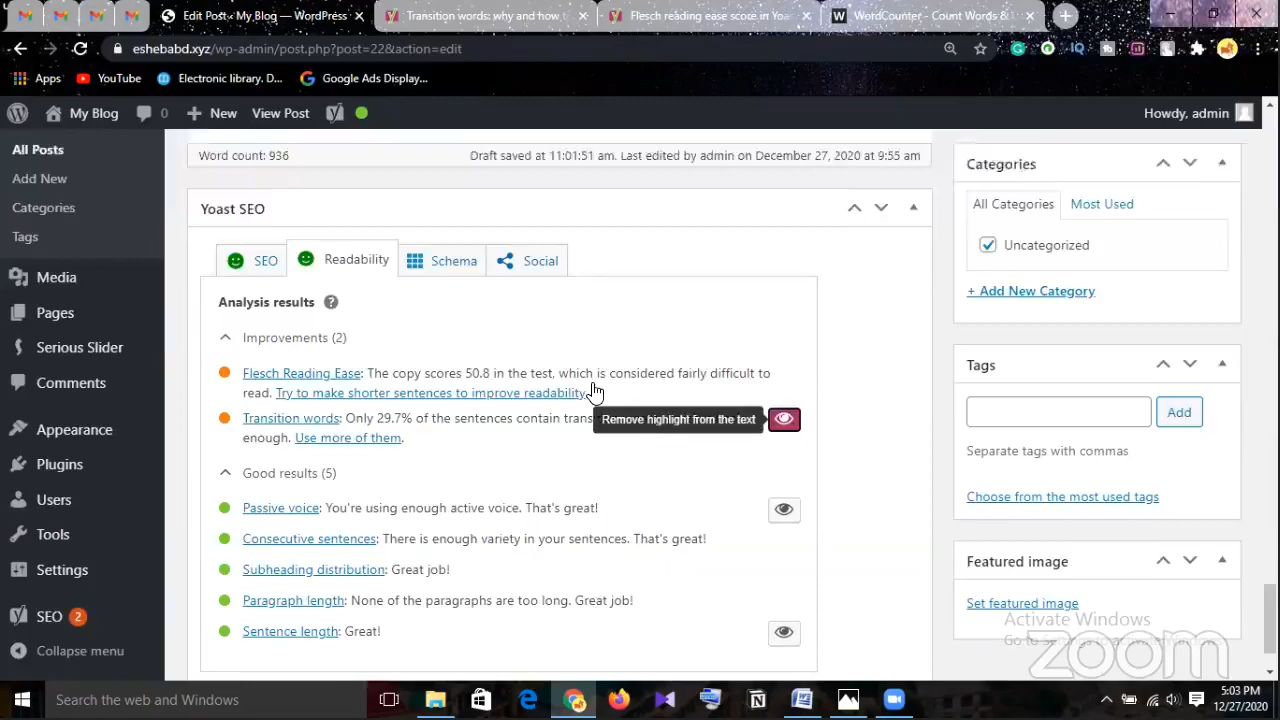 Edit Post ‹ My Blog — WordPress
Transition words: why and how t
Flesch reading ease score in Yoa
WordCounter - Count Words &
eshebabd.xyz/wp-admin/post.php?post=22&action=edit
Apps
YouTube
Electronic library. D...
Google Ads Display...
My Blog
0
New
View Post
Howdy, admin
All Posts
Add New
Categories
Tags
Media
Pages
Serious Slider
Comments
Appearance
Plugins
Users
Tools
Settings
SEO 2
Collapse menu
Word count: 936
Draft saved at 11:01:51 am. Last edited by admin on December 27, 2020 at 9:55 am
Yoast SEO
SEO
Readability
Schema
Social
Analysis results
Improvements (2)
Flesch Reading Ease: The copy scores 50.8 in the test, which is considered fairly difficult to
read. Try to make shorter sentences to improve readability.
Transition words: Only 29.7% of the sentences contain trans
Remove highlight from the text
enough. Use more of them.
Good results (5)
Passive voice: You're using enough active voice. That's great!
Consecutive sentences: There is enough variety in your sentences. That's great!
Subheading distribution: Great job!
Paragraph length: None of the paragraphs are too long. Great job!
Sentence length: Great!
Categories
All Categories
Most Used
Uncategorized
+ Add New Category
Tags
Add
Separate tags with commas
Choose from the most used tags
Featured image
Set featured image
Activate Windows
zoom
Search the web and Windows
5:03 PM
12/27/2020